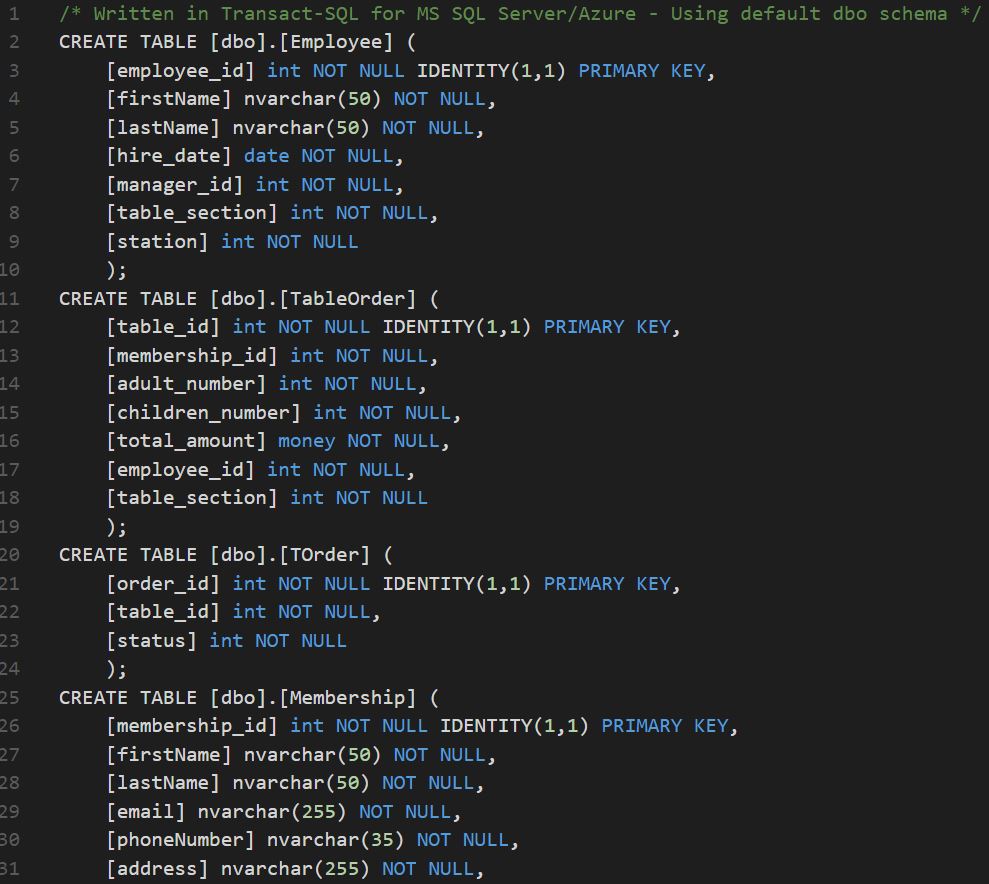 1 /* Written in Transact-SQL for MS SQL Server/Azure - Using default dbo schema */
2 CREATE TABLE [dbo].[Employee] (
3 [employee_id] int NOT NULL IDENTITY(1,1) PRIMARY KEY,
4 [firstName] nvarchar(50) NOT NULL,
5 [lastName] nvarchar(50) NOT NULL,
6 [hire_date] date NOT NULL,
7 [manager_id] int NOT NULL,
8 [table_section] int NOT NULL,
9 [station] int NOT NULL
10 );
11 CREATE TABLE [dbo].[TableOrder] (
12 [table_id] int NOT NULL IDENTITY(1,1) PRIMARY KEY,
13 [membership_id] int NOT NULL,
14 [adult_number] int NOT NULL,
15 [children_number] int NOT NULL,
16 [total_amount] money NOT NULL,
17 [employee_id] int NOT NULL,
18 [table_section] int NOT NULL
19 );
20 CREATE TABLE [dbo].[TOrder] (
21 [order_id] int NOT NULL IDENTITY(1,1) PRIMARY KEY,
22 [table_id] int NOT NULL,
23 [status] int NOT NULL
24 );
25 CREATE TABLE [dbo].[Membership] (
26 [membership_id] int NOT NULL IDENTITY(1,1) PRIMARY KEY,
27 [firstName] nvarchar(50) NOT NULL,
28 [lastName] nvarchar(50) NOT NULL,
29 [email] nvarchar(255) NOT NULL,
30 [phoneNumber] nvarchar(35) NOT NULL,
31 [address] nvarchar(255) NOT NULL,